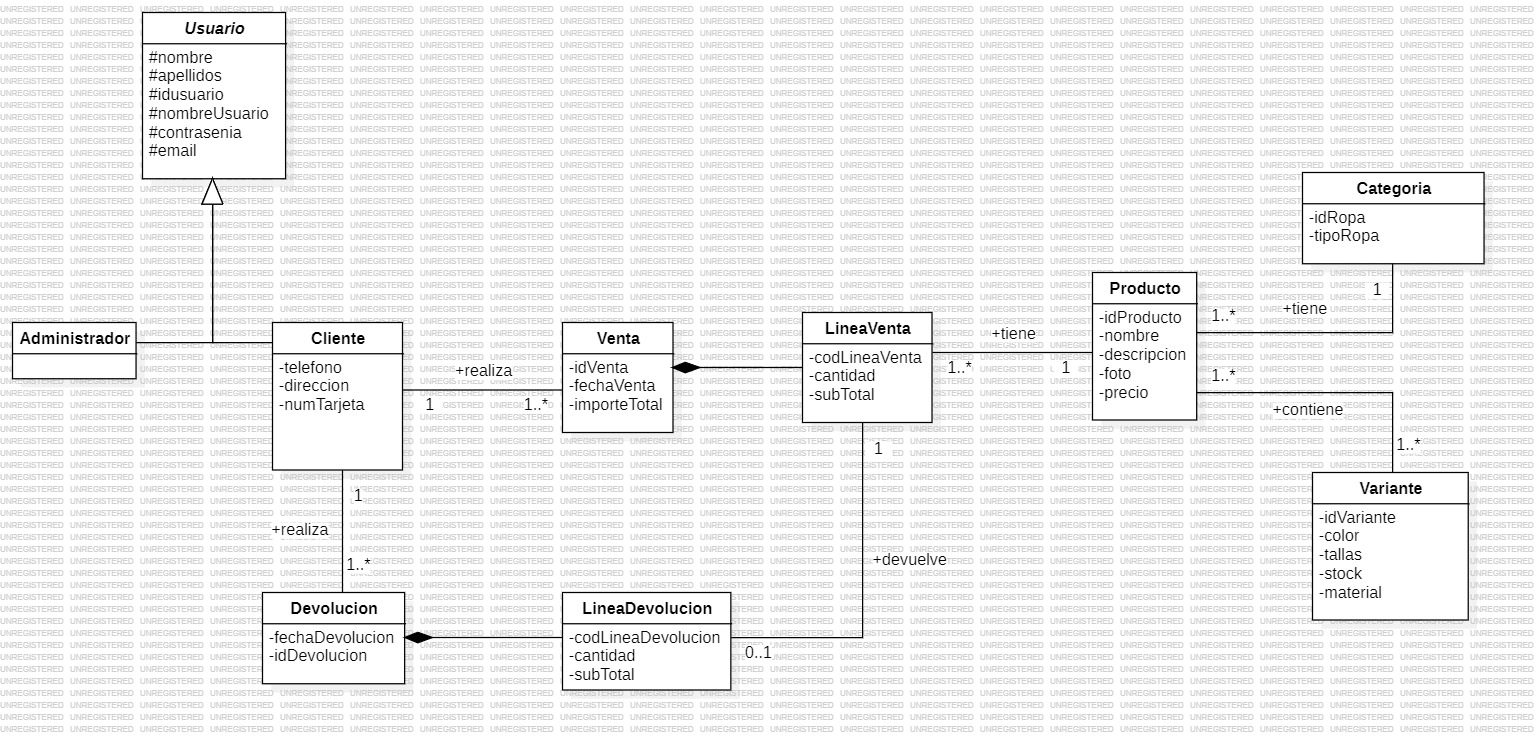 Usuario
#nombre
#apellidos
#idusuario
#nombreUsuario
#contrasenia
#email
Administrador
Cliente
-telefono
-direccion
-numTarjeta
+realiza
1
1..*
Venta
-idVenta
-fechaVenta
-importeTotal
LineaVenta
-codLineaVenta
-cantidad
-subTotal
+tiene
1..*
1
Producto
-idProducto
-nombre
-descripcion
-foto
-precio
Categoria
-idRopa
-tipoRopa
1
1..*
+tiene
1..*
+contiene
1..*
Variante
-idVariante
-color
-tallas
-stock
-material
1
+realiza
1..*
Devolucion
-fechaDevolucion
-idDevolucion
LineaDevolucion
-codLineaDevolucion
-cantidad
-subTotal
1
+devuelve
0..1
UNREGISTERED